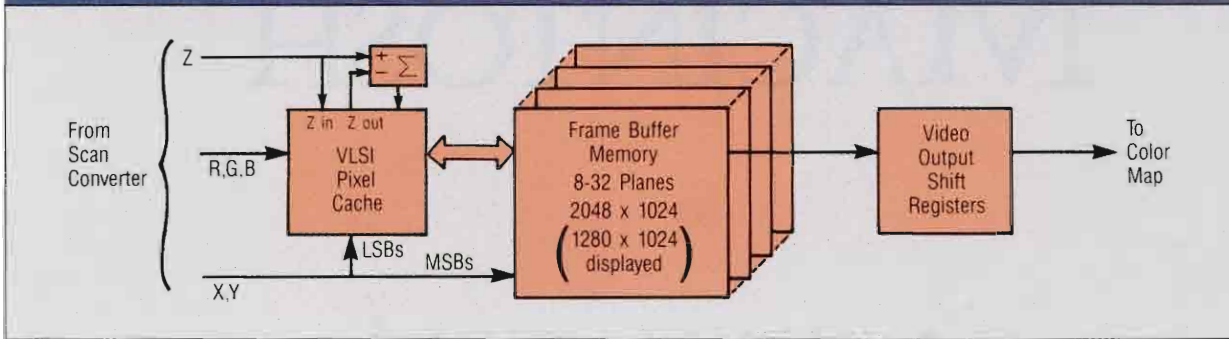 Z
+
−
Σ
From
Scan
Converter
R,G,B
Z in Z out
VLSI
Pixel
Cache
LSBs
MSBs
X,Y
Frame Buffer
Memory
8-32 Planes
2048 x 1024
(1280 x 1024
displayed)
Video
Output
Shift
Registers
To
Color
Map